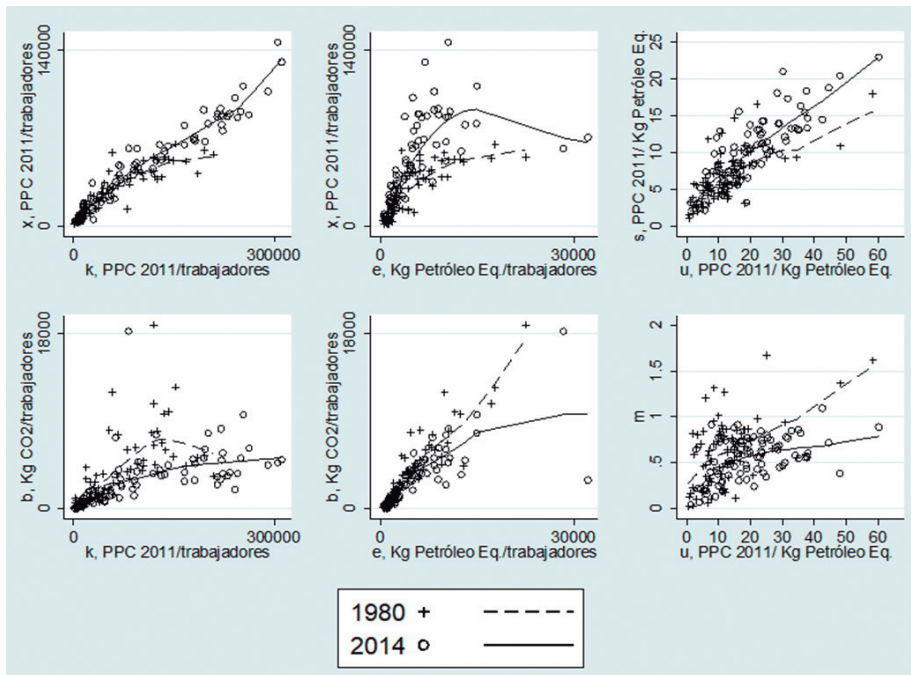 x, PPC 2011/trabajadores
140000
0
0
300000
k, PPC 2011/trabajadores
x, PPC 2011/trabajadores
140000
0
0
30000
e, Kg Petróleo Eq./trabajadores
s, PPC 2011/ Kg Petróleo Eq.
25
20
15
10
5
0
0 10 20 30 40 50 60
u, PPC 2011/ Kg Petróleo Eq.
b, Kg CO2/trabajadores
18000
0
0
300000
k, PPC 2011/trabajadores
b, Kg CO2/trabajadores
18000
0
0
30000
e, Kg Petróleo Eq./trabajadores
m
2
1.5
1
.5
0
0 10 20 30 40 50 60
u, PPC 2011/ Kg Petróleo Eq.
1980
2014